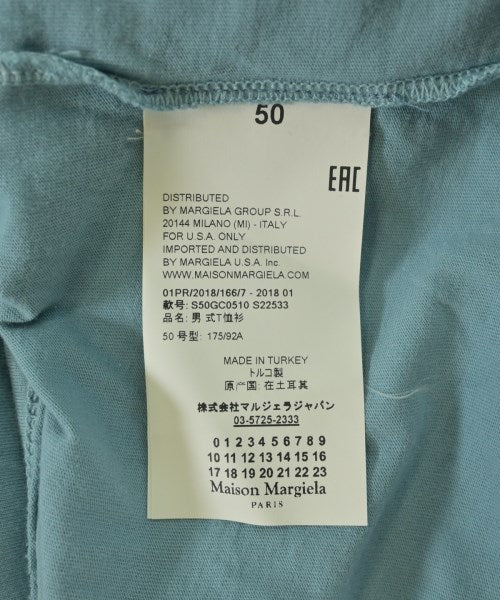 50
EAC
DISTRIBUTED
BY MARGIELA GROUP S.R.L.
20144 MILANO (MI) - ITALY
FOR U.S.A. ONLY
IMPORTED AND DISTRIBUTED
BY MARGIELA U.S.A. Inc.
WWW.MAISONMARGIELA.COM
01PR/2018/166/7 - 2018 01
款号: S50GC0510 S22533
品名: 男 式T恤衫
50 号型: 175/92A
MADE IN TURKEY
トルコ製
原产国: 在土耳其
株式会社マルジェラジャパン
03-5725-2333
0 1 2 3 4 5 6 7 8 9
10 11 12 13 14 15 16
17 18 19 20 21 22 23
Maison Margiela
PARIS